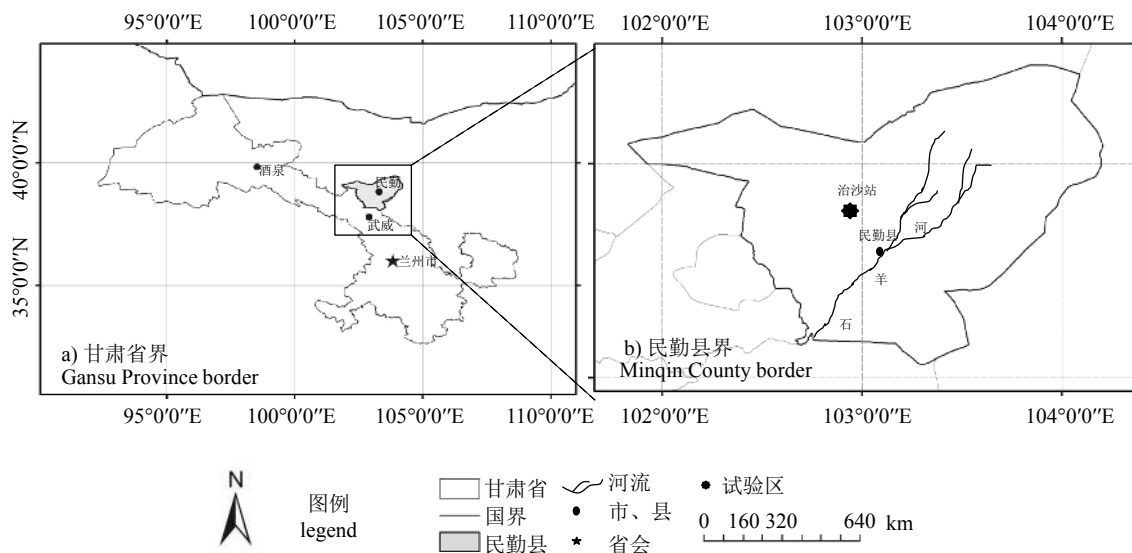 95°0′0″E 100°0′0″E 105°0′0″E 110°0′0″E
102°0′0″E 103°0′0″E 104°0′0″E
40°0′0″N
35°0′0″N
酒泉
民勤
武威
兰州市
a) 甘肃省界
Gansu Province border
95°0′0″E 100°0′0″E 105°0′0″E 110°0′0″E
治沙站
民勤县
河
羊
石
b) 民勤县界
Minqin County border
102°0′0″E 103°0′0″E 104°0′0″E
N
图例
legend
甘肃省
国界
民勤县
河流
市、县
省会
试验区
0 160 320 640 km